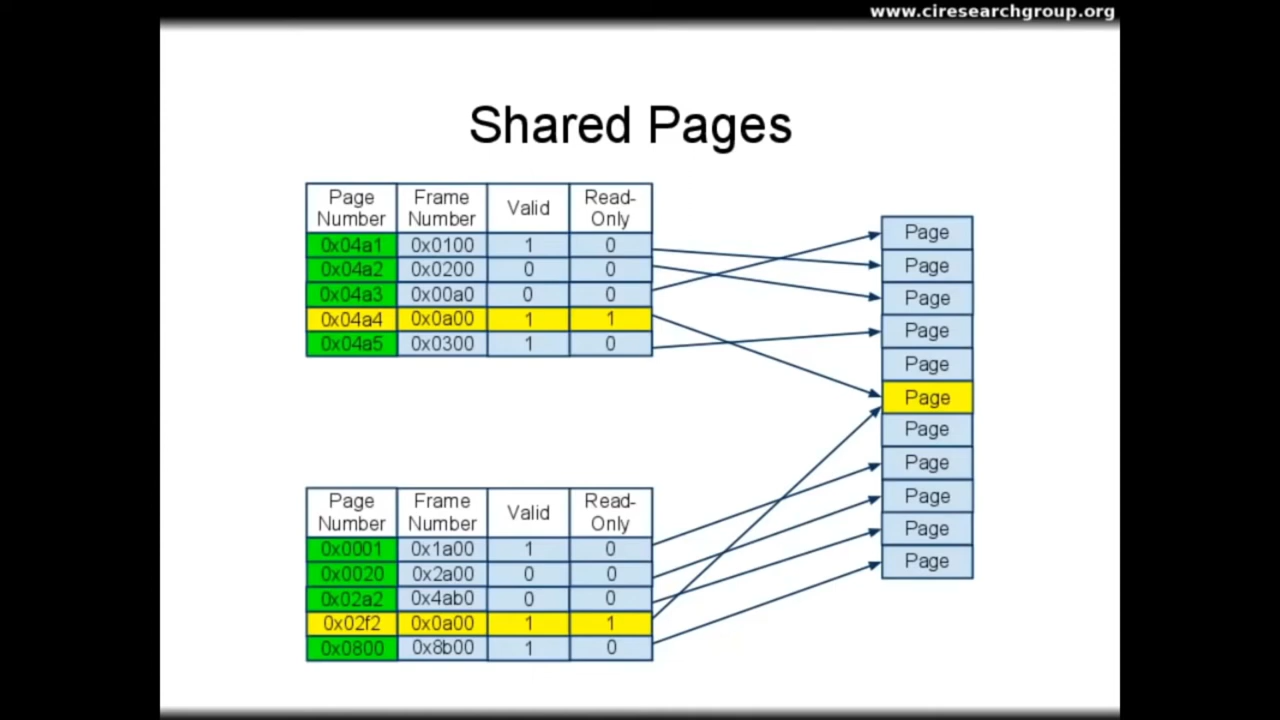 www.ciresearchgroup.org
Shared Pages
Page Number Frame Number Valid Read-Only
0x04a1 0x0100 1 0
0x04a2 0x0200 0 0
0x04a3 0x00a0 0 0
0x04a4 0x0a00 1 1
0x04a5 0x0300 1 0
Page
Page
Page
Page
Page
Page
Page
Page
Page
Page
Page
Page Number Frame Number Valid Read-Only
0x0001 0x1a00 1 0
0x0020 0x2a00 0 0
0x02a2 0x4ab0 0 0
0x02f2 0x0a00 1 1
0x0800 0x8b00 1 0